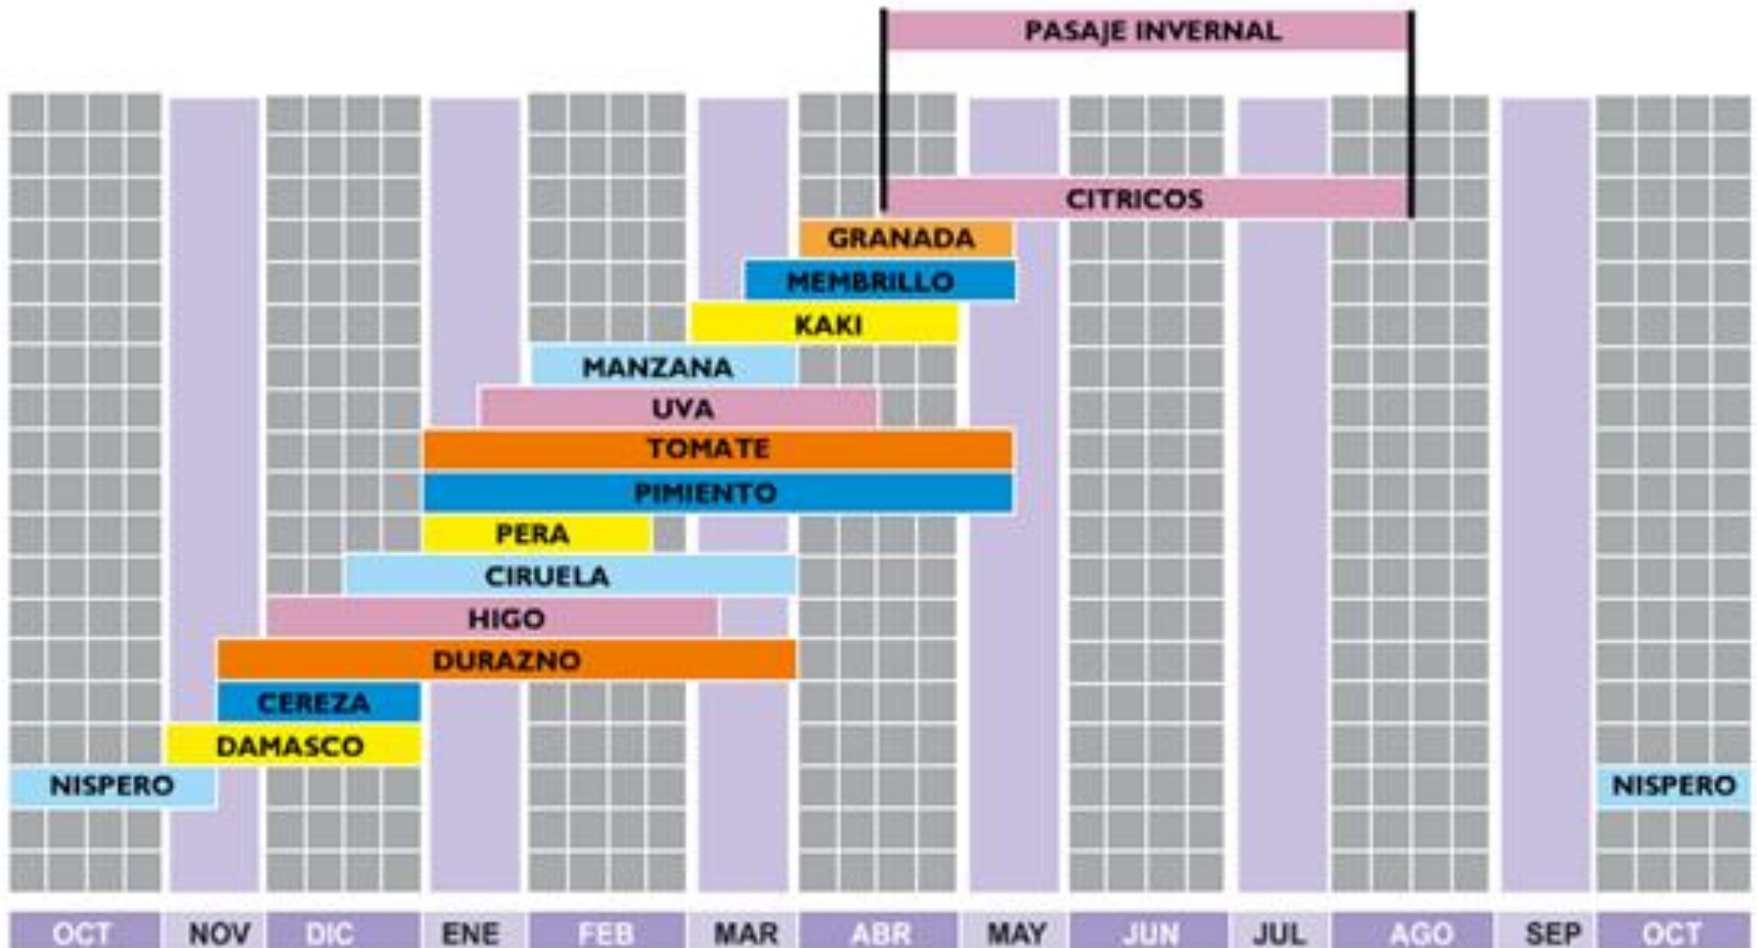 PASAJE INVERNAL
CITRICOS
GRANADA
MEMBRILLO
KAKI
MANZANA
UVA
TOMATE
PIMIENTO
PERA
CIRUELA
HIGO
DURAZNO
CEREZA
DAMASCO
NISPERO NISPERO
OCT NOV DIC ENE FEB MAR ABR MAY JUN JUL AGO SEP OCT